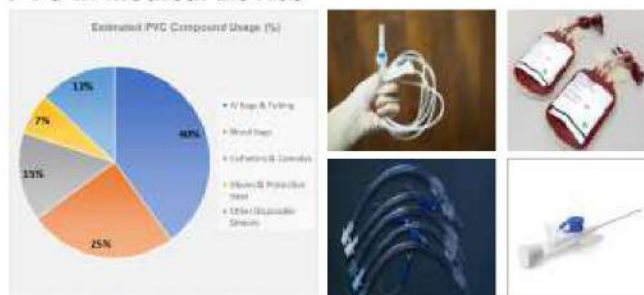 Estimated PVC Compound Usage (%)
13%
7%
15%
25%
40%
IV Bags & Tubing
Blood Bags
Catheters & Cannulas
Gloves & Protective
Other Disposable